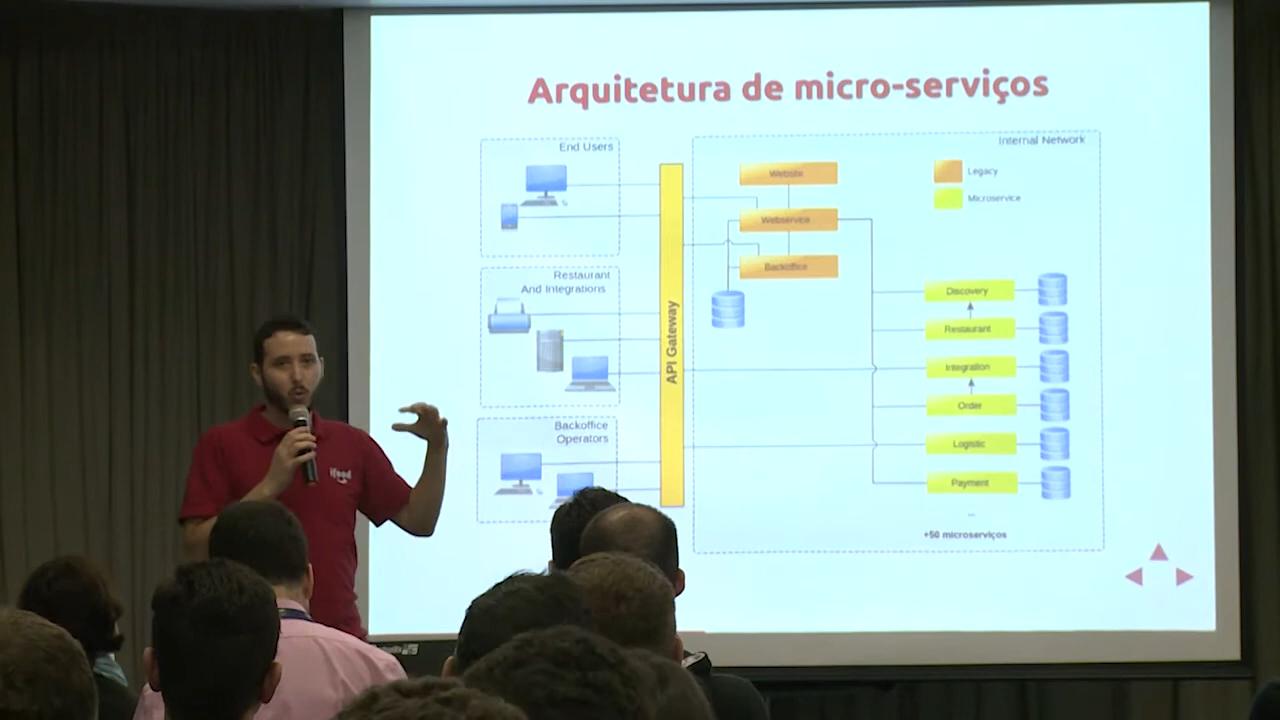 Arquitetura de micro-serviços
End Users
Internal Network
Website
Legacy
Microservice
Webservice
Backoffice
Restaurant
And Integrations
API Gateway
Discovery
Restaurant
Integration
Order
Backoffice
Operators
Logistic
Payment
...
+50 microserviços
ifood